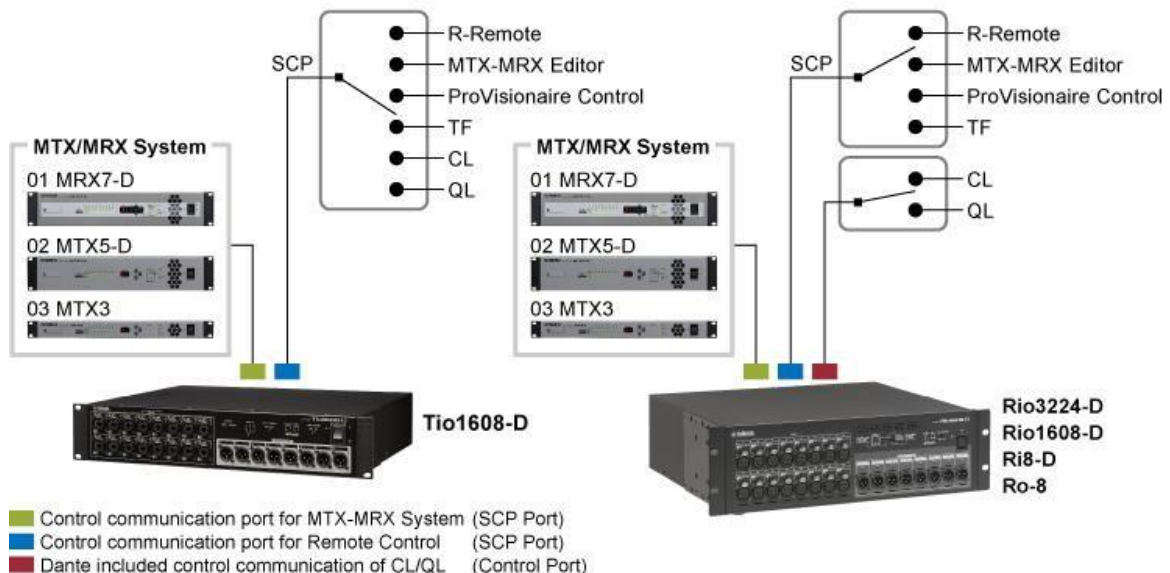 R-Remote
SCP
MTX-MRX Editor
ProVisionaire Control
TF
CL
QL
MTX/MRX System
01 MRX7-D
02 MTX5-D
03 MTX3
Tio1608-D
R-Remote
SCP
MTX-MRX Editor
ProVisionaire Control
TF
CL
QL
MTX/MRX System
01 MRX7-D
02 MTX5-D
03 MTX3
Rio3224-D
Rio1608-D
Ri8-D
Ro-8
Control communication port for MTX-MRX System (SCP Port)
Control communication port for Remote Control (SCP Port)
Dante included control communication of CL/QL (Control Port)